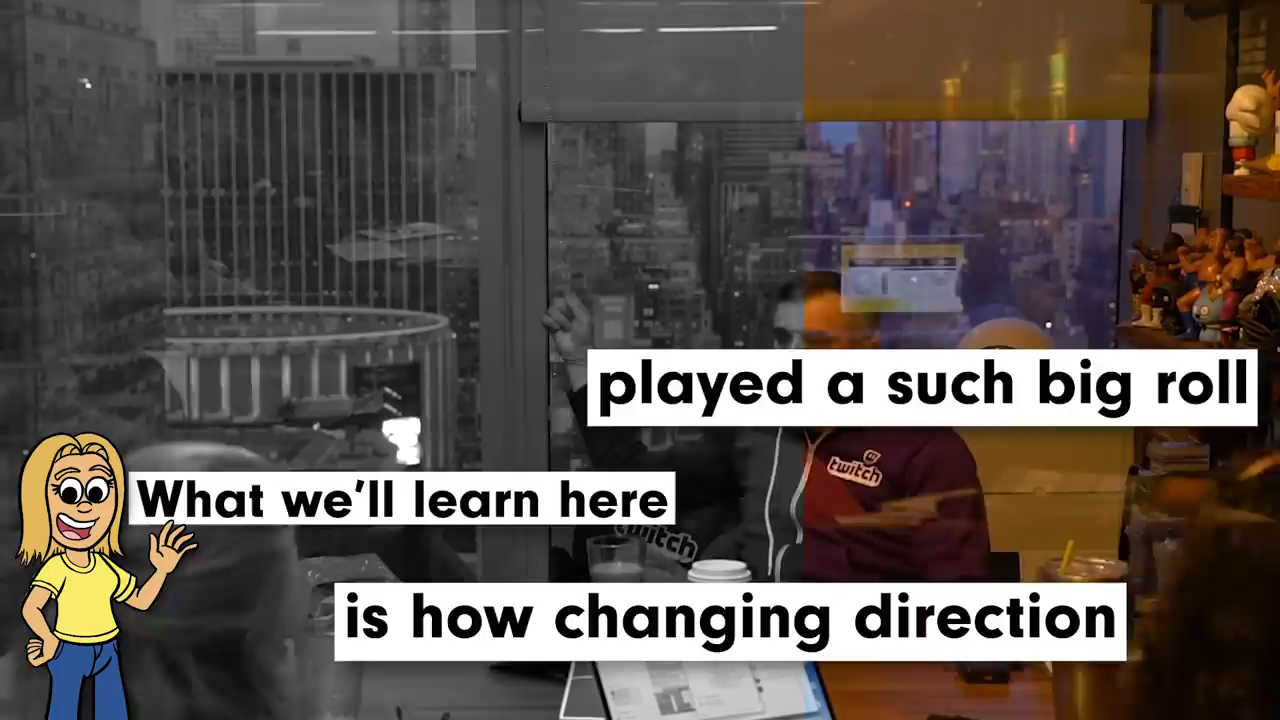 played a such big roll
twitch
What we'll learn here
twitch
is how changing direction